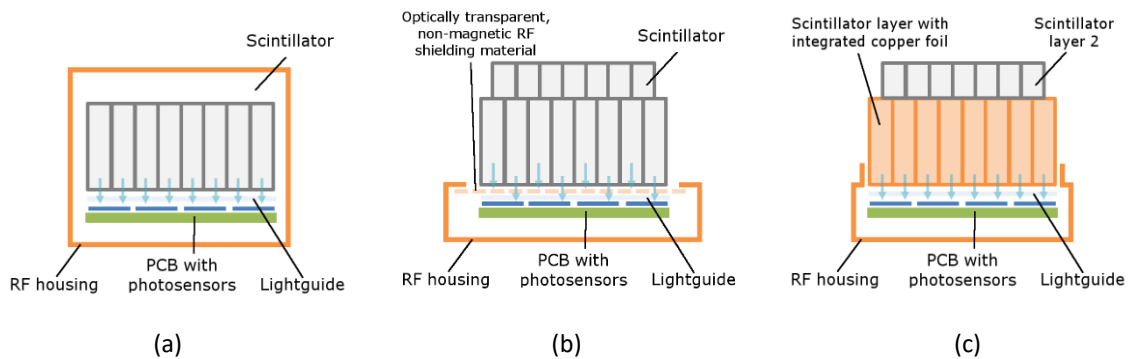 Scintillator
RF housing
PCB with
photosensors
Lightguide
(a)
Optically transparent,
non-magnetic RF
shielding material
Scintillator
RF housing
PCB with
photosensors
Lightguide
(b)
Scintillator layer with
integrated copper foil
Scintillator
layer 2
RF housing
PCB with
photosensors
Lightguide
(c)